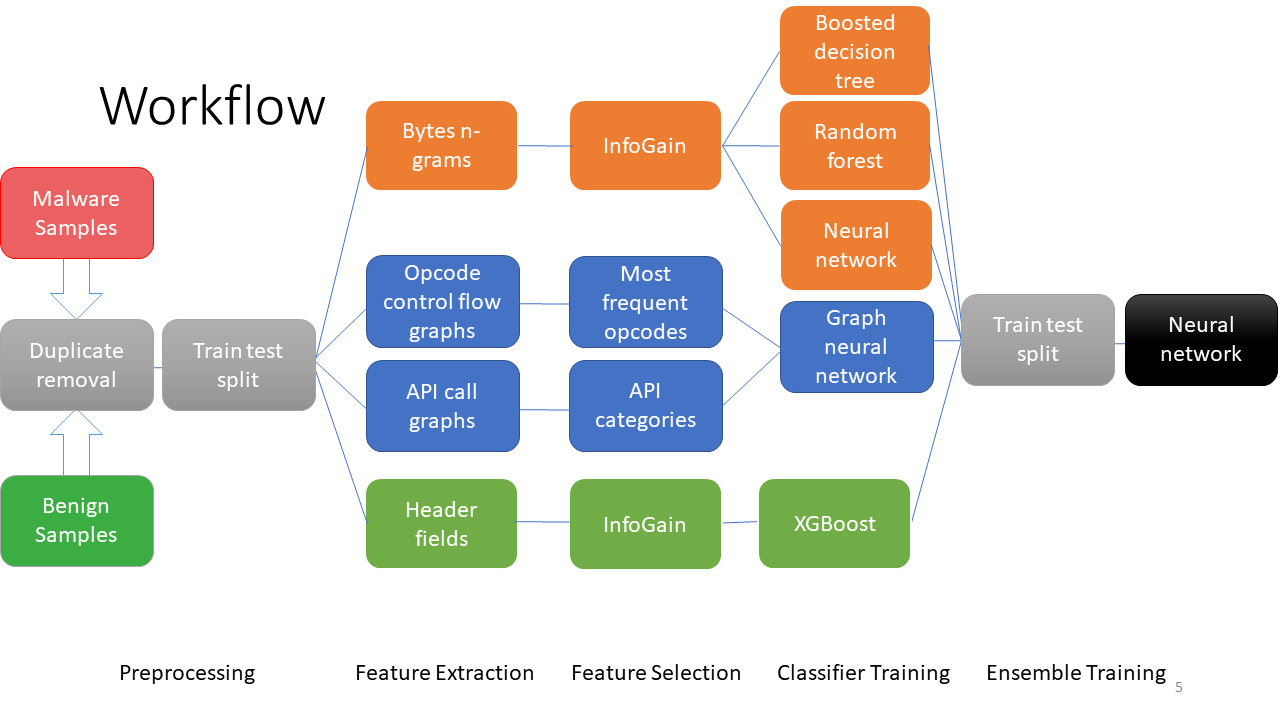 Workflow
Malware
Samples
Duplicate
removal
Benign
Samples
Train test
split
Bytes n-
grams
Opcode
control flow
graphs
API call
graphs
Header
fields
InfoGain
Most
frequent
opcodes
API
categories
InfoGain
Boosted
decision
tree
Random
forest
Neural
network
Graph
neural
network
XGBoost
Train test
split
Neural
network
Preprocessing
Feature Extraction
Feature Selection
Classifier Training
Ensemble Training
5